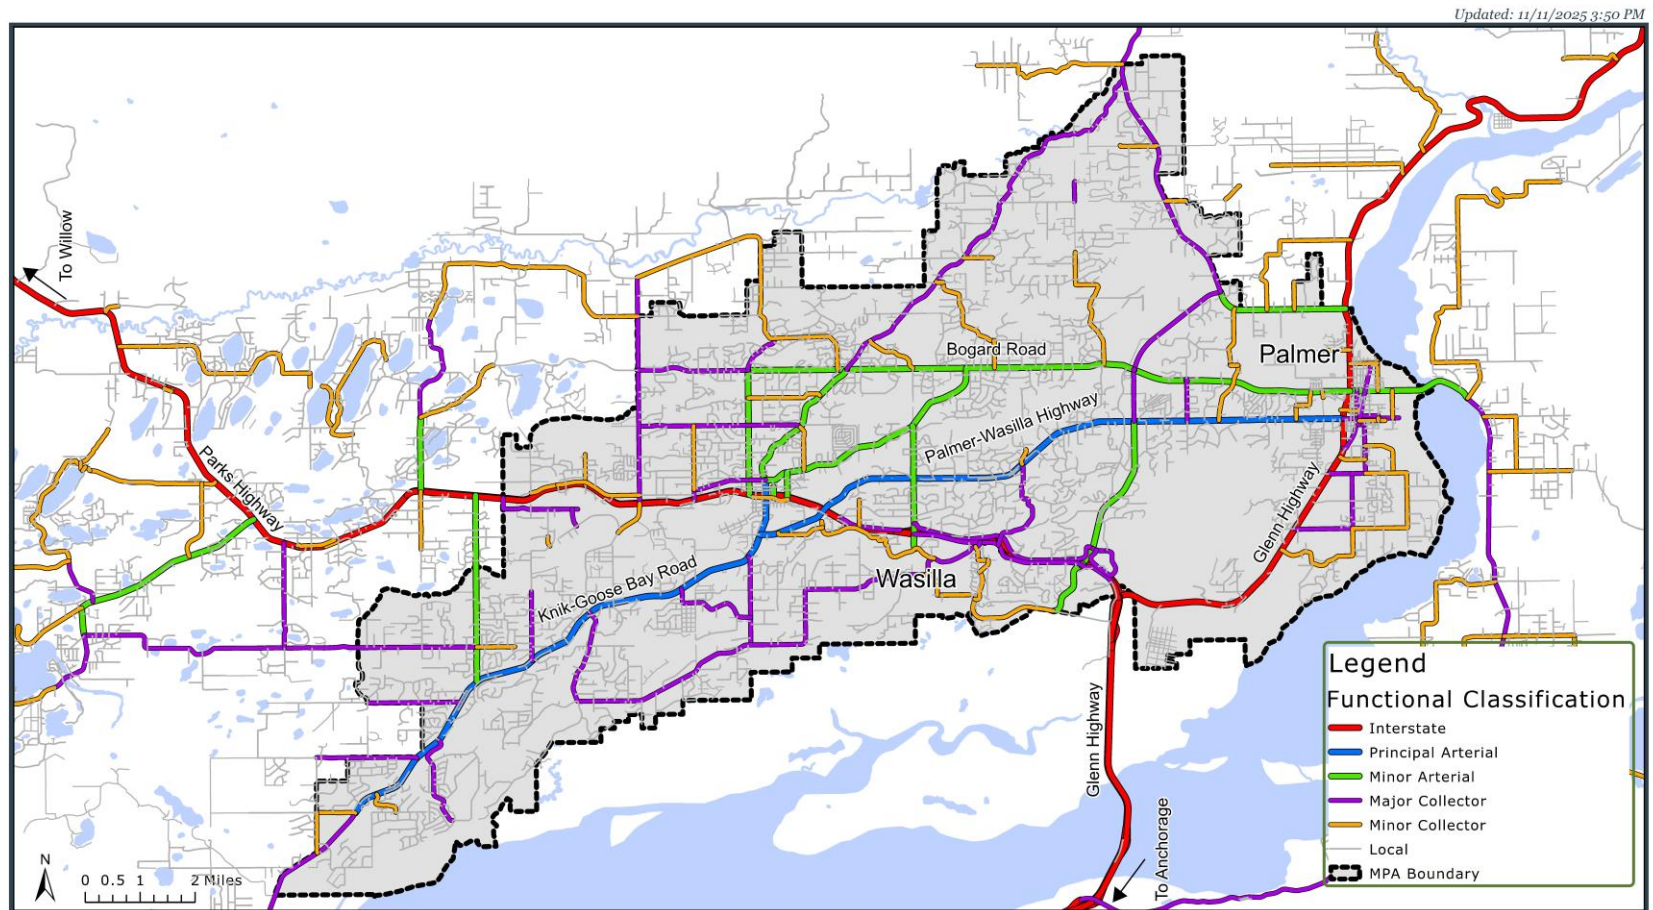 Updated: 11/11/2025 3:50 PM
To Willow
Bogard Road
Palmer
Palmer-Wasilla Highway
Parks Highway
Glenn Highway
Wasilla
Knik-Goose Bay Road
Glenn Highway
To Anchorage
N
0 0.5 1 2 Miles
Legend
Functional Classification
Interstate
Principal Arterial
Minor Arterial
Major Collector
Minor Collector
Local
MPA Boundary